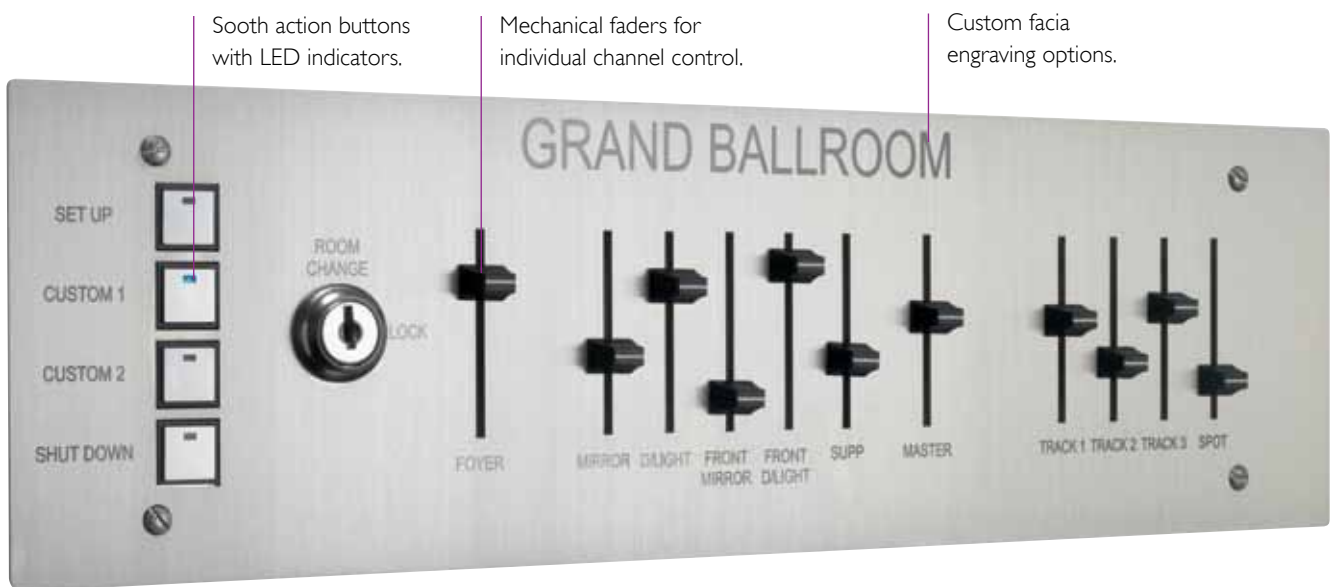 Sooth action buttons
with LED indicators.
Mechanical faders for
individual channel control.
Custom facia
engraving options.
GRAND BALLROOM
SET UP
CUSTOM 1
CUSTOM 2
SHUT DOWN
ROOM
CHANGE
LOCK
FOYER
MIRROR
D/LIGHT
FRONT
MIRROR
FRONT
D/LIGHT
SUPP
MASTER
TRACK 1
TRACK 2
TRACK 3
SPOT